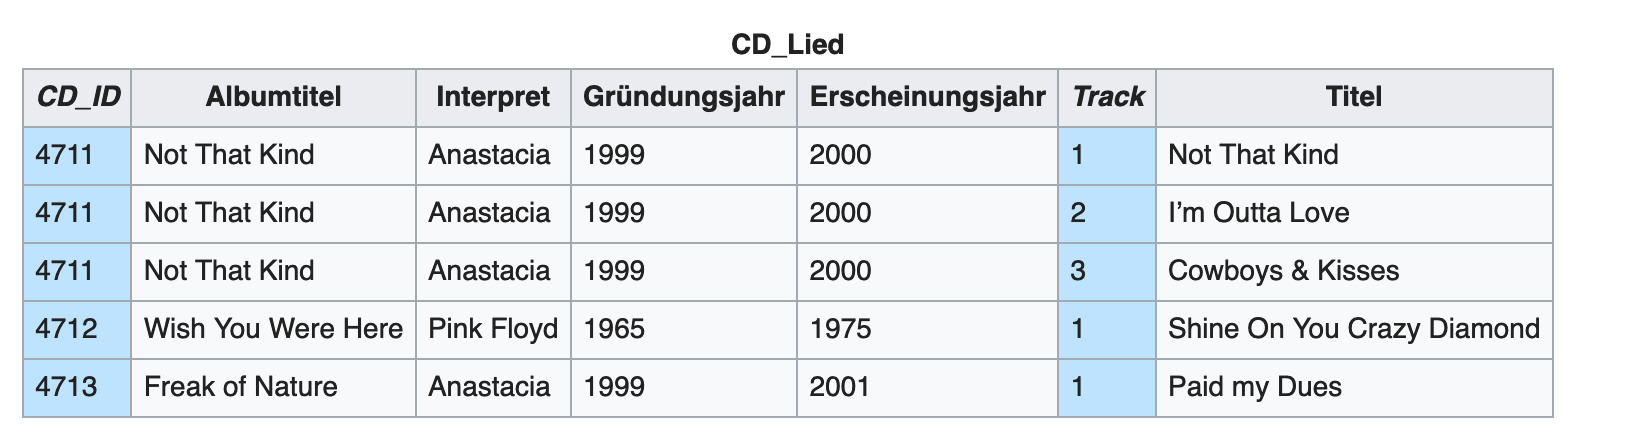 CD_Lied
CD_ID Albumtitel Interpret Gründungsjahr Erscheinungsjahr Track Titel
4711 Not That Kind Anastacia 1999 2000 1 Not That Kind
4711 Not That Kind Anastacia 1999 2000 2 I’m Outta Love
4711 Not That Kind Anastacia 1999 2000 3 Cowboys & Kisses
4712 Wish You Were Here Pink Floyd 1965 1975 1 Shine On You Crazy Diamond
4713 Freak of Nature Anastacia 1999 2001 1 Paid my Dues